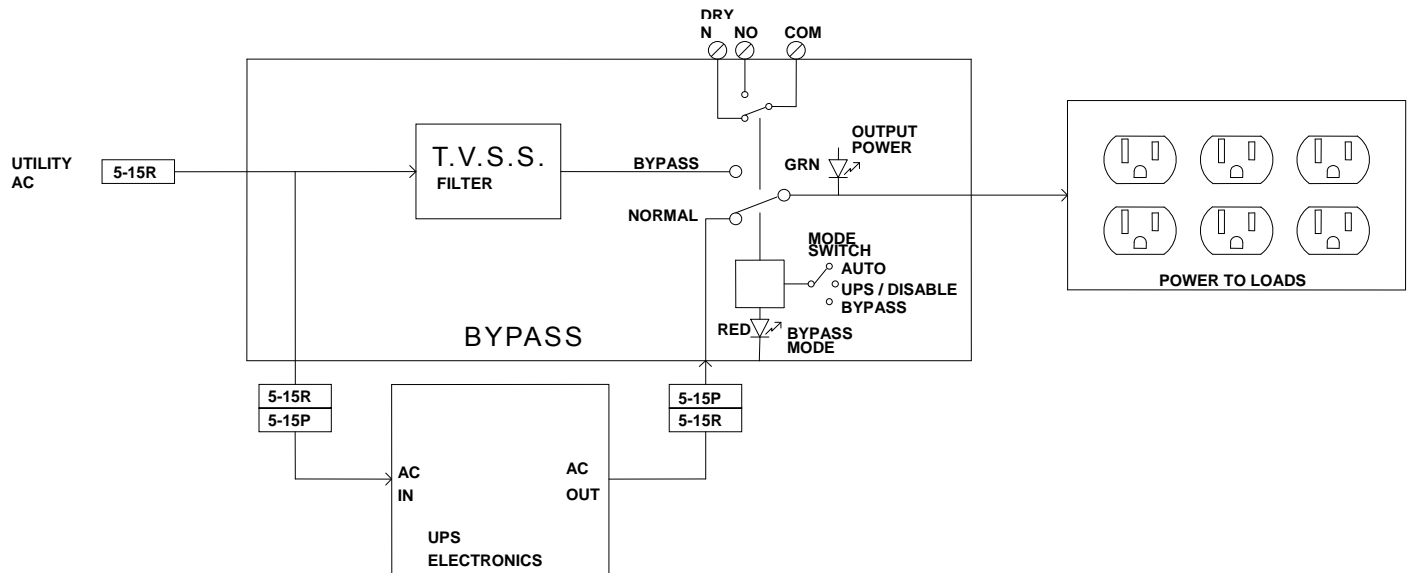 DRY
N NO COM
UTILITY
AC
5-15R
T.V.S.S.
FILTER
BYPASS
NORMAL
GRN
OUTPUT
POWER
MODE
SWITCH
AUTO
UPS / DISABLE
BYPASS
RED
BYPASS
MODE
BYPASS
POWER TO LOADS
5-15R
5-15P
5-15P
5-15R
AC
IN
AC
OUT
UPS
ELECTRONICS